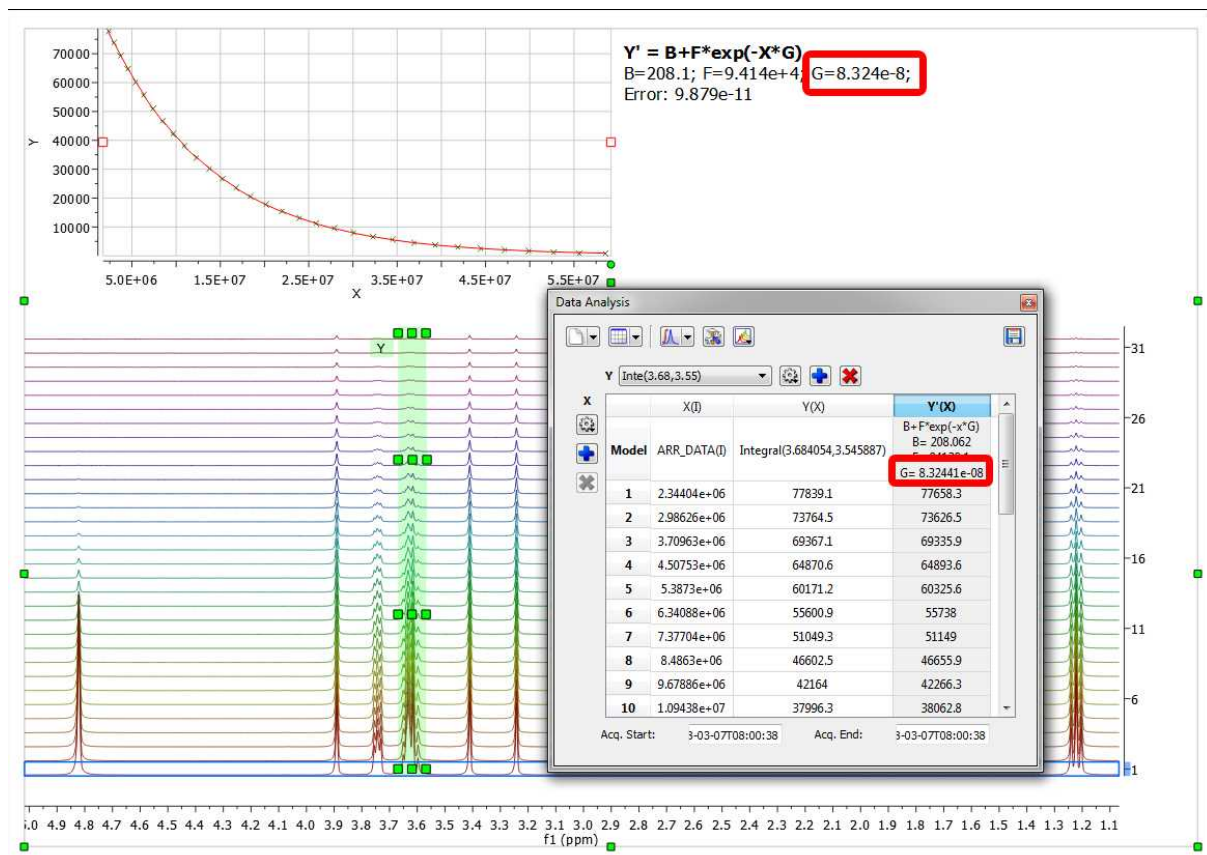 Y' = B+F*exp(-X*G)
B=208.1; F=9.414e+4; G=8.324e-8;
Error: 9.879e-11
70000
60000
50000
40000
30000
20000
10000
Y
5.0E+06 1.5E+07 2.5E+07 3.5E+07 4.5E+07 5.5E+07
X
Data Analysis
Y Inte(3.68,3.55)
X
X(I) Y(X) Y'(X)
Model ARR_DATA(I) Integral(3.684054,3.545887)
B+F*exp(-x*G)
B= 208.062
G= 8.32441e-08
1 2.34404e+06 77839.1 77658.3
2 2.98626e+06 73764.5 73626.5
3 3.70963e+06 69367.1 69335.9
4 4.50753e+06 64870.6 64893.6
5 5.3873e+06 60171.2 60325.6
6 6.34088e+06 55600.9 55738
7 7.37704e+06 51049.3 51149
8 8.4863e+06 46602.5 46655.9
9 9.67886e+06 42164 42266.3
10 1.09438e+07 37996.3 38062.8
Acq. Start: 3-03-07T08:00:38 Acq. End: 3-03-07T08:00:38
Y
31
26
21
16
11
6
1
5.0 4.9 4.8 4.7 4.5 4.4 4.3 4.2 4.1 4.0 3.9 3.8 3.7 3.6 3.5 3.4 3.3 3.2 3.1 3.0 2.9 2.8 2.7 2.6 2.5 2.4 2.3 2.2 2.1 2.0 1.9 1.8 1.7 1.6 1.5 1.4 1.3 1.2 1.1
f1 (ppm)